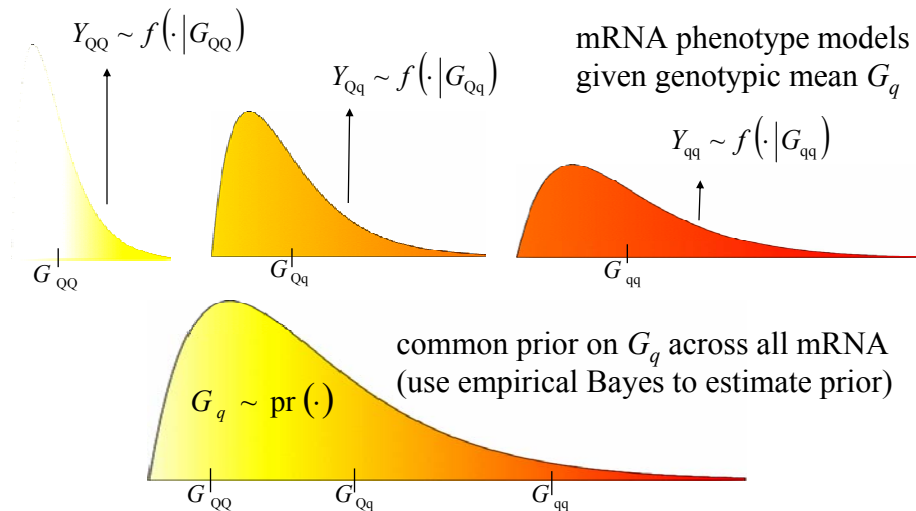 Y_QQ ~ f(·|G_QQ)
Y_Qq ~ f(·|G_Qq)
mRNA phenotype models
given genotypic mean G_q
Y_qq ~ f(·|G_qq)
G_QQ
G_Qq
G_qq
common prior on G_q across all mRNA
(use empirical Bayes to estimate prior)
G_q ~ pr(·)
G_QQ
G_Qq
G_qq